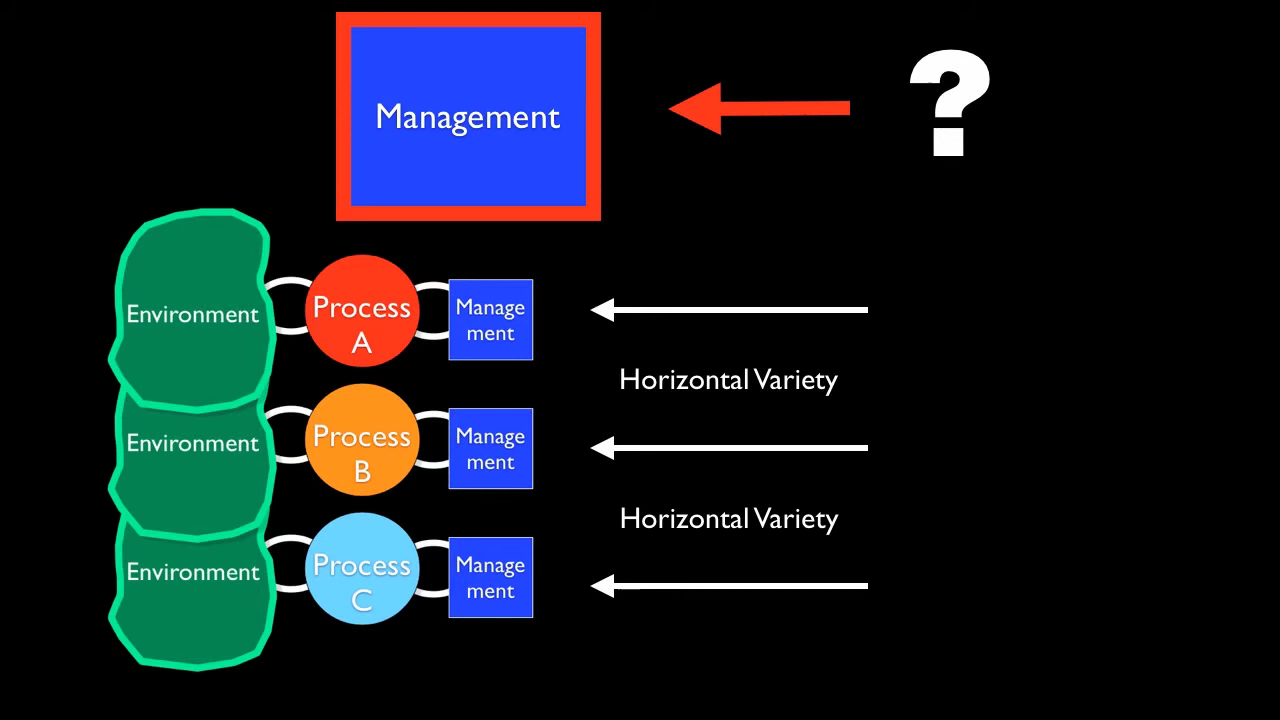 Management
?
Environment
Process
A
Manage
ment
Horizontal Variety
Environment
Process
B
Manage
ment
Horizontal Variety
Environment
Process
C
Manage
ment